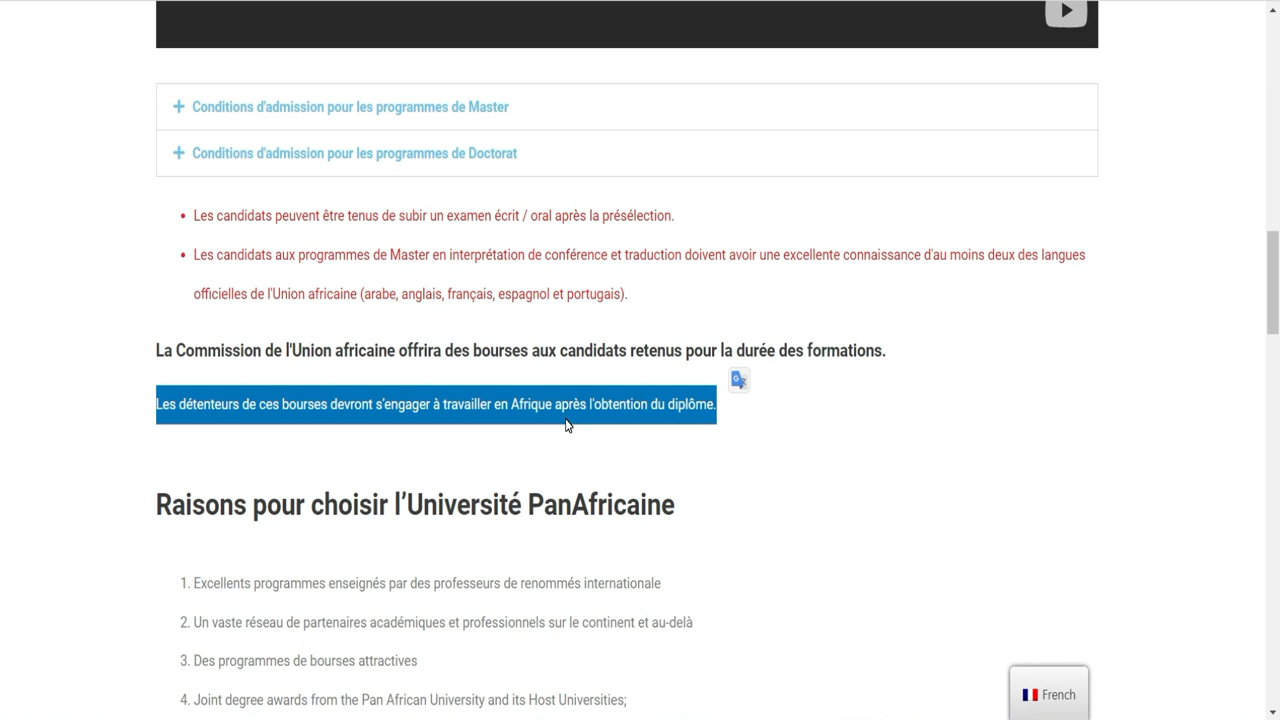 Conditions d'admission pour les programmes de Master
Conditions d'admission pour les programmes de Doctorat
• Les candidats peuvent être tenus de subir un examen écrit / oral après la présélection.
• Les candidats aux programmes de Master en interprétation de conférence et traduction doivent avoir une excellente connaissance d'au moins deux des langues
officielles de l'Union africaine (arabe, anglais, français, espagnol et portugais).
La Commission de l'Union africaine offrira des bourses aux candidats retenus pour la durée des formations.
Les détenteurs de ces bourses devront s’engager à travailler en Afrique après l'obtention du diplôme.
Raisons pour choisir l’Université PanAfricaine
1. Excellents programmes enseignés par des professeurs de renommés internationale
2. Un vaste réseau de partenaires académiques et professionnels sur le continent et au-delà
3. Des programmes de bourses attractives
4. Joint degree awards from the Pan African University and its Host Universities;
French